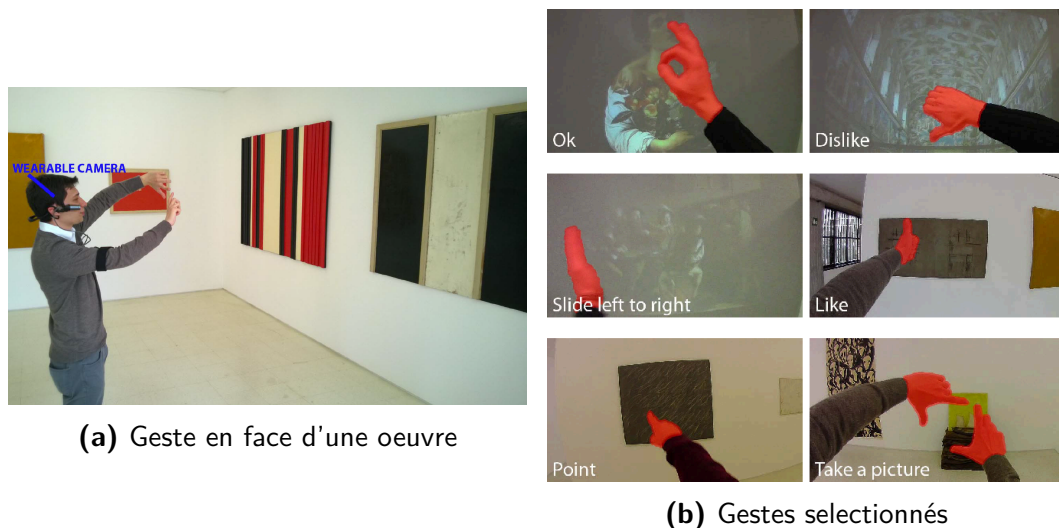 WEARABLE CAMERA
(a) Geste en face d'une oeuvre
Ok
Dislike
Slide left to right
Like
Point
Take a picture
(b) Gestes selectionnés